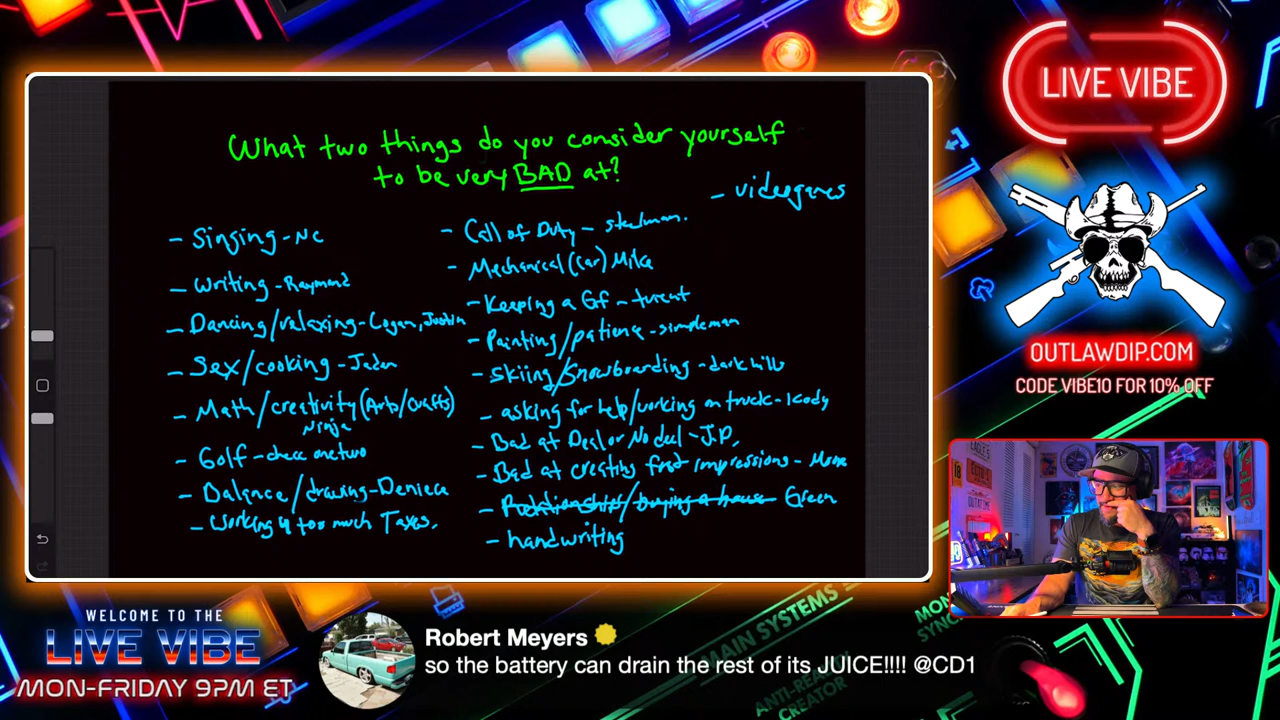 What two things do you consider yourself
to be very BAD at?
- videogames
- Singing - NC
- Writing - Raymond
- Dancing/relaxing - Logan, Justin
- Sex/cooking - Jaden
- Math/creativity (Arts/Crafts)
Ninja
- Golf - check one two
- Balance/drawing - Denieca
- Working 4 too much Taxes.
- Call of Duty - steelman.
- Mechanical (car) Mike
- Keeping a Gf -
- Painting/patience - simpleman
- Skiing/Snowboarding - dark hills
- asking for help/working on truck - Kody
- Bad at Deal or No deal - J.P.
- Bad at creating first impressions -
- Relationships/buying a house Green
- handwriting
LIVE VIBE
OUTLAWDIP.COM
CODE VIBE10 FOR 10% OFF
WELCOME TO THE
LIVE VIBE
MON-FRIDAY 9PM ET
Robert Meyers
so the battery can drain the rest of its JUICE!!!! @CD1
MAIN SYSTEMS